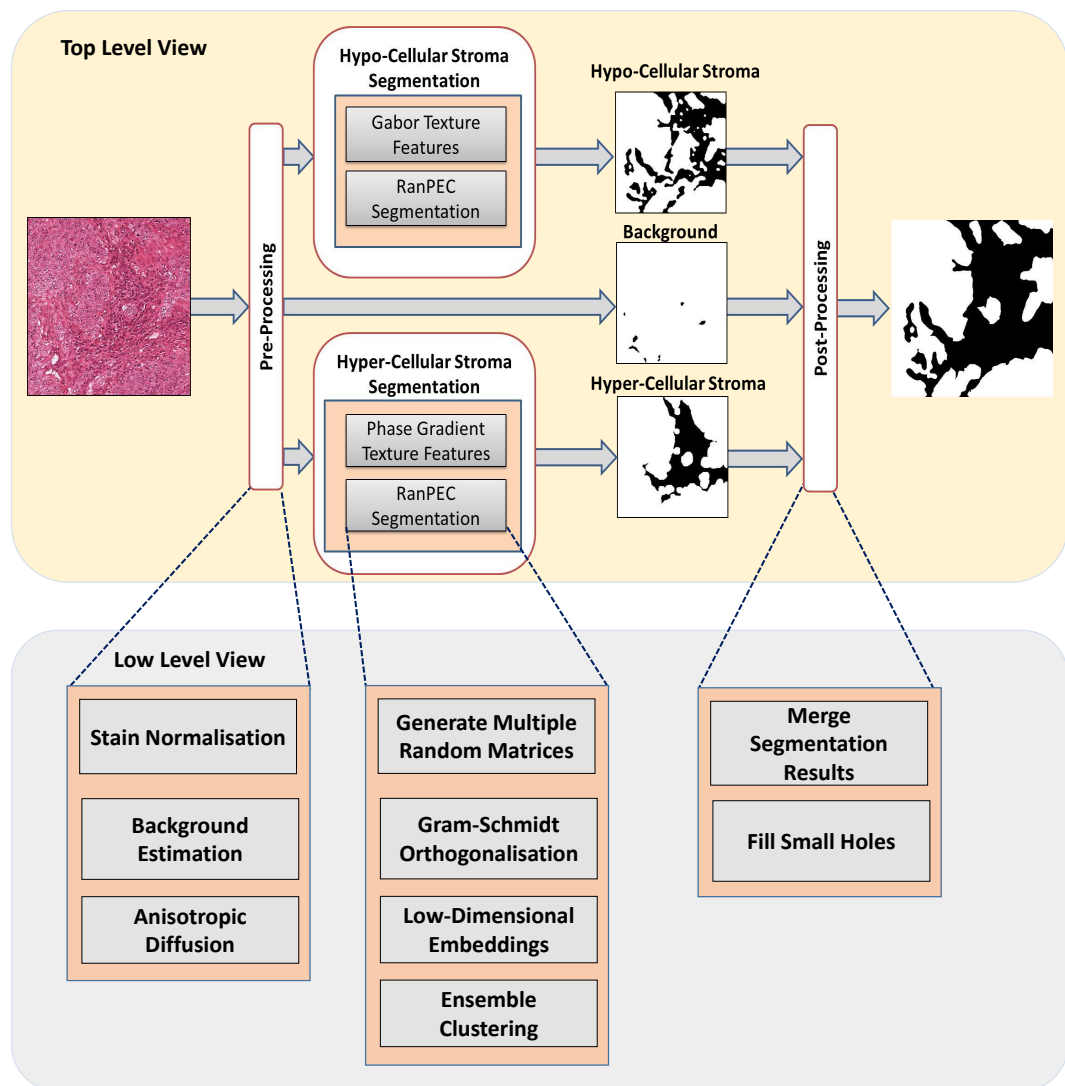 Top Level View
Hypo-Cellular Stroma
Segmentation
Gabor Texture
Features
RanPEC
Segmentation
Hypo-Cellular Stroma
Pre-Processing
Background
Post-Processing
Hyper-Cellular Stroma
Segmentation
Phase Gradient
Texture Features
RanPEC
Segmentation
Hyper-Cellular Stroma
Low Level View
Stain Normalisation
Background
Estimation
Anisotropic
Diffusion
Generate Multiple
Random Matrices
Gram-Schmidt
Orthogonalisation
Low-Dimensional
Embeddings
Ensemble
Clustering
Merge
Segmentation
Results
Fill Small Holes